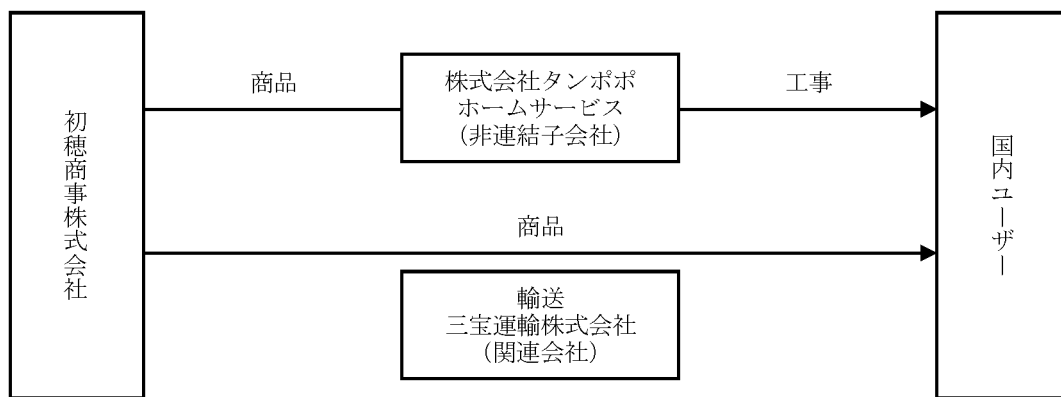 初穂商事株式会社
商品
株式会社タンポポ
ホームサービス
(非連結子会社)
工事
商品
輸送
三宝運輸株式会社
(関連会社)
国内ユーザー